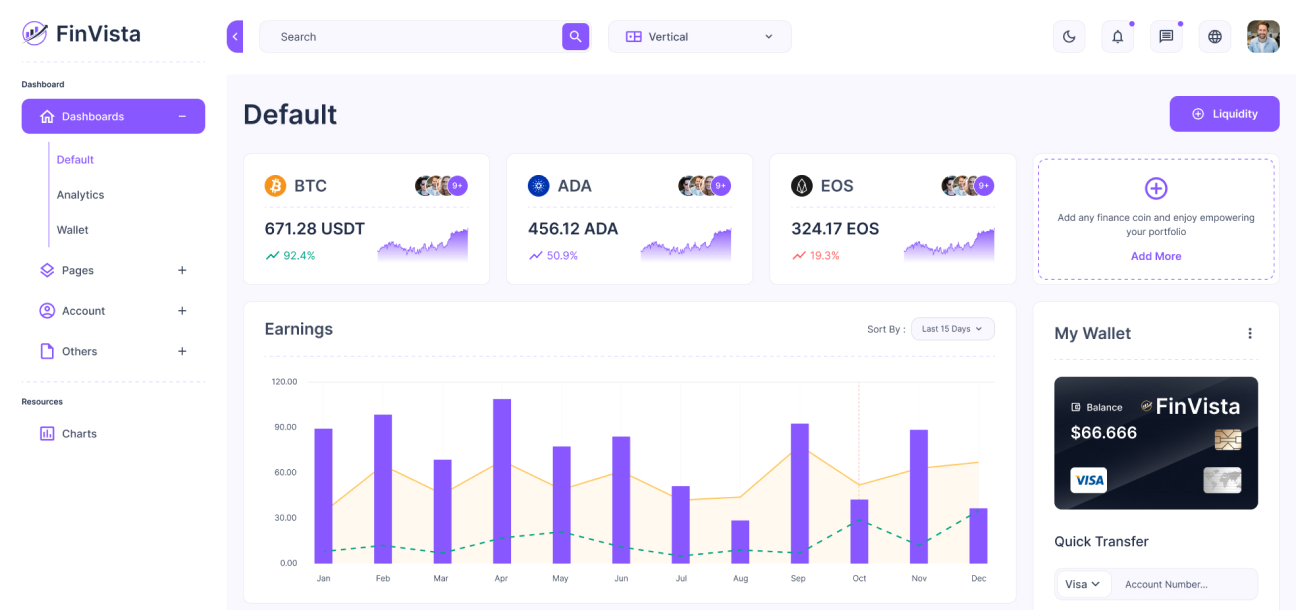 FinVista
Search
Vertical
Dashboard
Dashboards
Default
Analytics
Wallet
Pages
Account
Others
Resources
Charts
Default
Liquidity
BTC
9+
671.28 USDT
92.4%
ADA
9+
456.12 ADA
50.9%
EOS
9+
324.17 EOS
19.3%
Add any finance coin and enjoy empowering
your portfolio
Add More
Earnings
Sort By :
Last 15 Days
120.00
90.00
60.00
30.00
0.00
Jan Feb Mar Apr May Jun Jul Aug Sep Oct Nov Dec
My Wallet
Balance
FinVista
$66.666
VISA
Quick Transfer
Visa
Account Number...